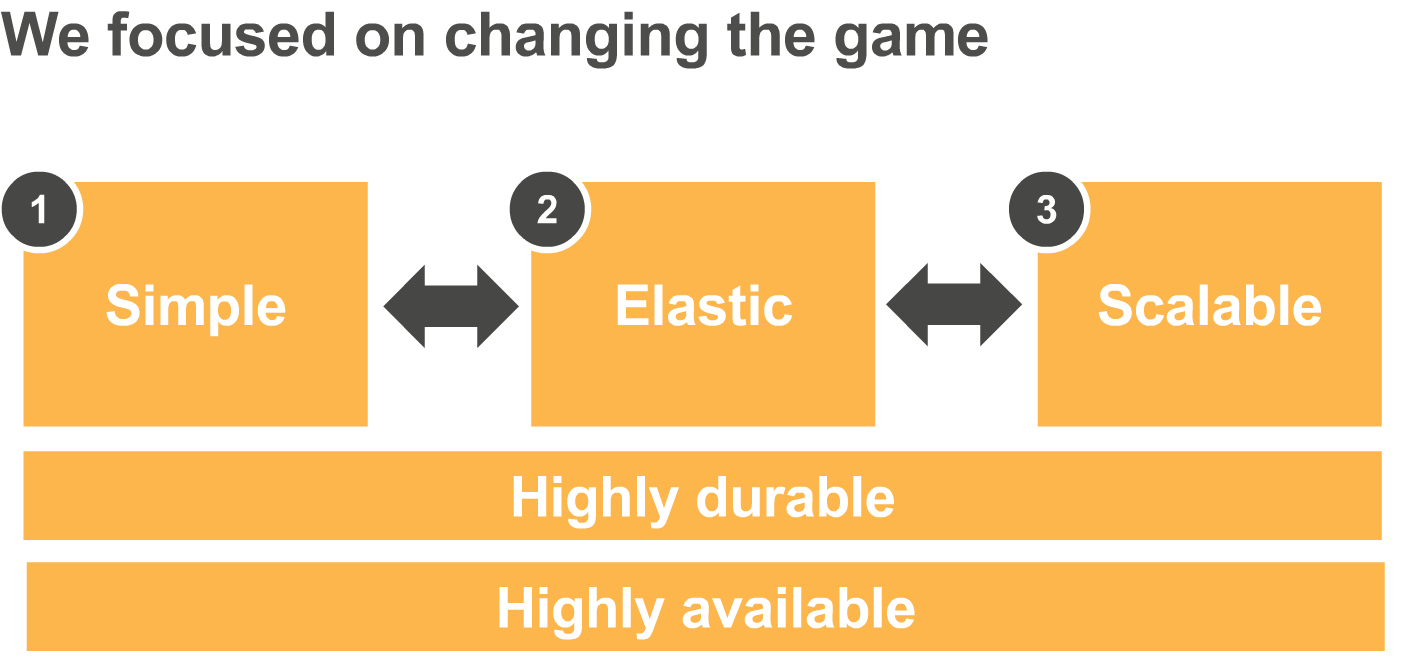 We focused on changing the game
1
2
3
Simple
Elastic
Scalable
Highly durable
Highly available